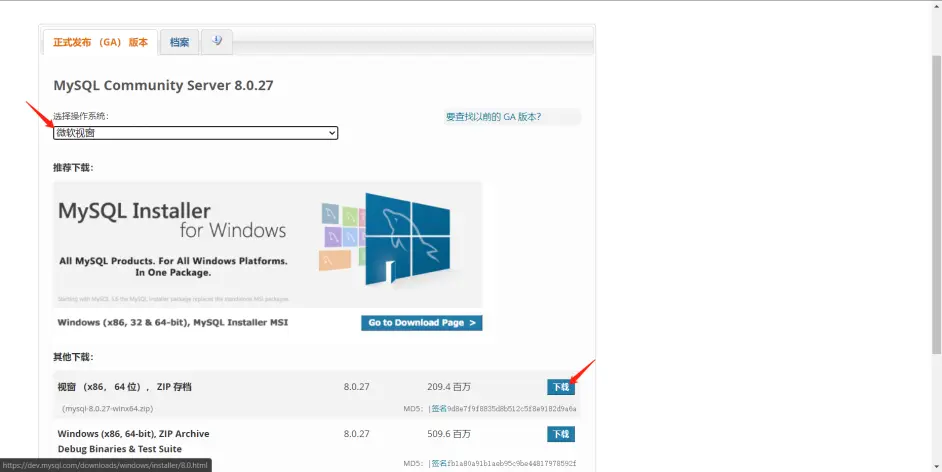 正式发布 （GA） 版本
档案
MySQL Community Server 8.0.27
选择操作系统：
要查找以前的 GA 版本？
微软视窗
推荐下载：
MySQL Installer
for Windows
All MySQL Products. For All Windows Platforms.
In One Package.
Starting with MySQL 5.6 the MySQL Installer package replaces the standalone MSI packages.
Windows (x86, 32 & 64-bit), MySQL Installer MSI
Go to Download Page >
其他下载：
视窗 （x86， 64 位）， ZIP 存档
8.0.27
209.4 百万
下载
(mysql-8.0.27-winx64.zip)
MD5：|签名9d8e7f9f8835d8b512c5f8e9182d9a6a
Windows (x86, 64-bit), ZIP Archive
8.0.27
509.6 百万
下载
Debug Binaries & Test Suite
MD5：|签名fb1a80a91b1aeb95c9be44817978592f
https://dev.mysql.com/downloads/windows/installer/8.0.html